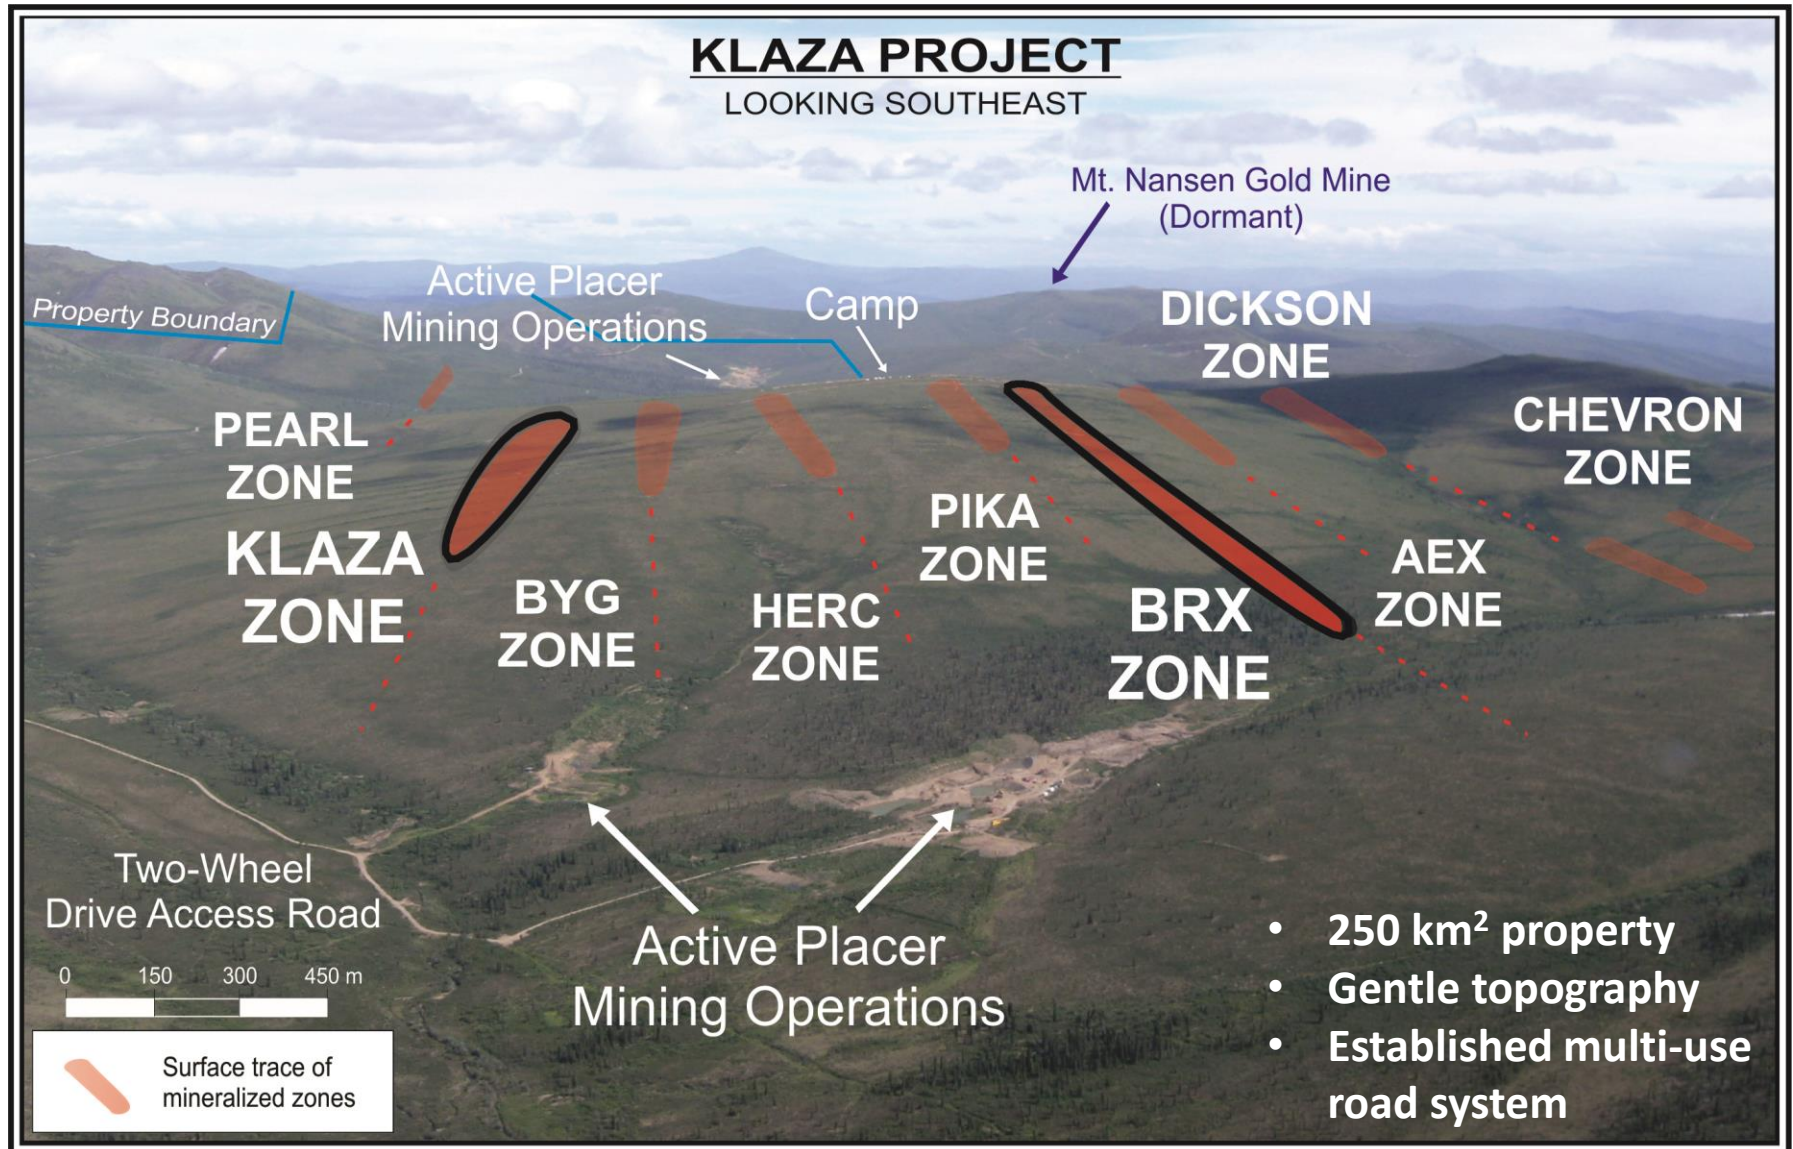 KLAZA PROJECT
LOOKING SOUTHEAST
Mt. Nansen Gold Mine
(Dormant)
Property Boundary
Active Placer
Mining Operations
Camp
DICKSON
ZONE
CHEVRON
ZONE
PEARL
ZONE
KLAZA
ZONE
BYG
ZONE
HERC
ZONE
PIKA
ZONE
BRX
ZONE
AEX
ZONE
Two-Wheel
Drive Access Road
0 150 300 450 m
Surface trace of
mineralized zones
Active Placer
Mining Operations
• 250 km² property
• Gentle topography
• Established multi-use
road system